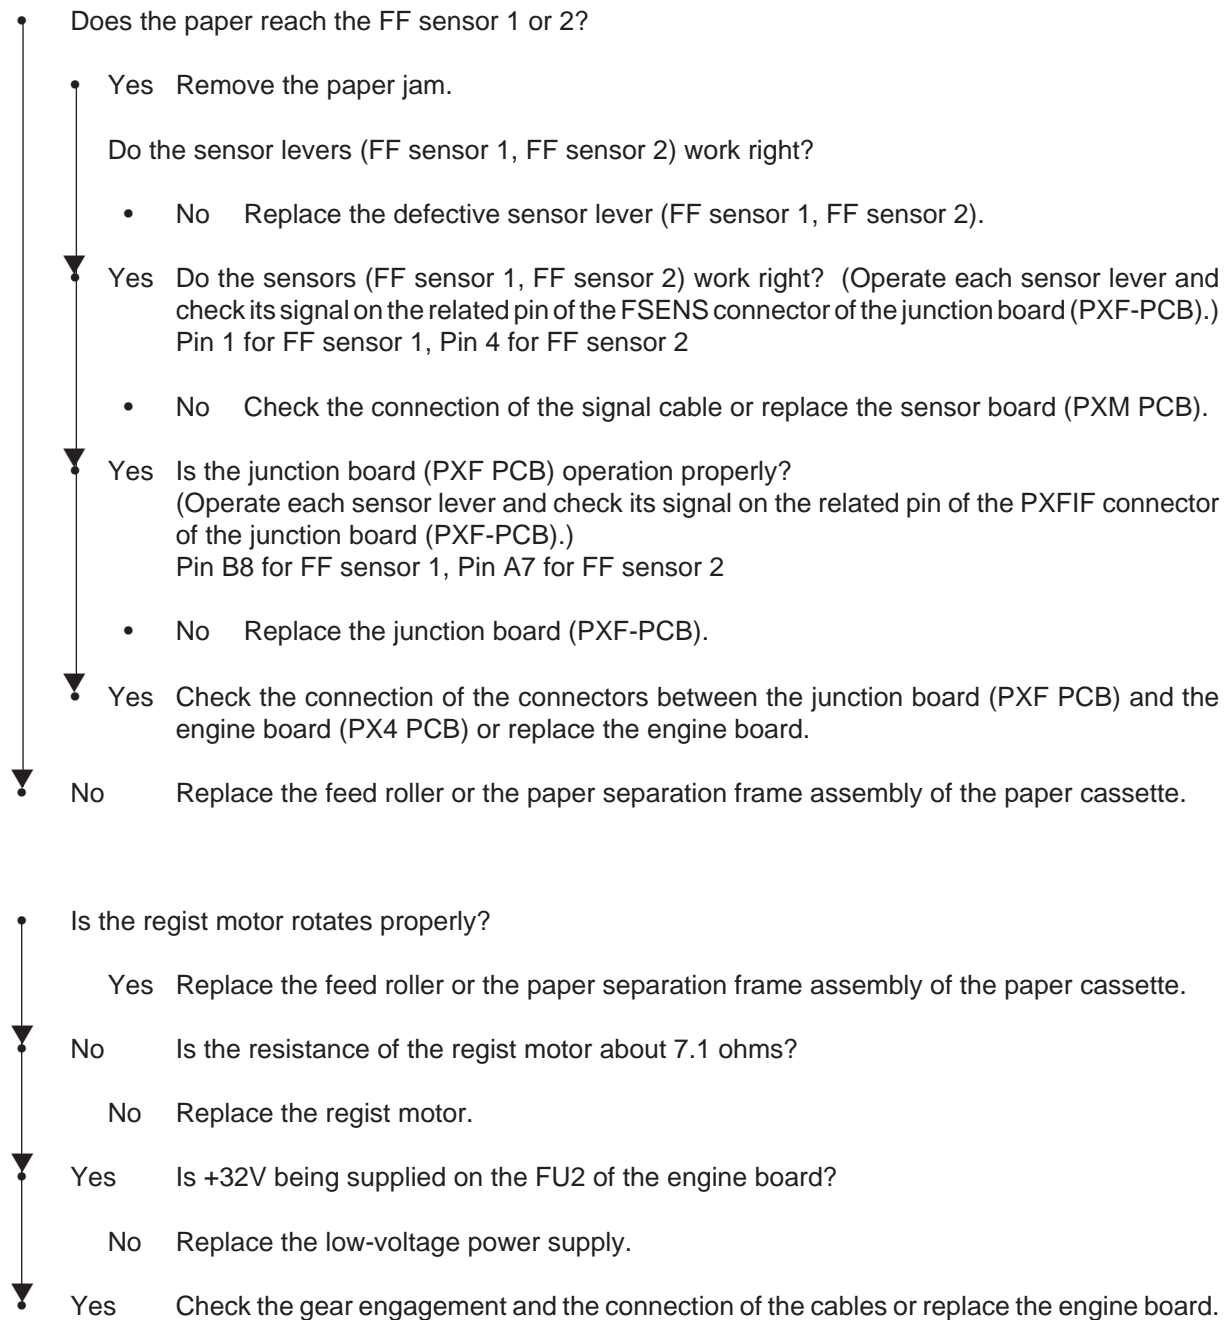 • Does the paper reach the FF sensor 1 or 2?
• Yes Remove the paper jam.
Do the sensor levers (FF sensor 1, FF sensor 2) work right?
• No Replace the defective sensor lever (FF sensor 1, FF sensor 2).
Yes Do the sensors (FF sensor 1, FF sensor 2) work right? (Operate each sensor lever and
check its signal on the related pin of the FSENS connector of the junction board (PXF-PCB).)
Pin 1 for FF sensor 1, Pin 4 for FF sensor 2
• No Check the connection of the signal cable or replace the sensor board (PXM PCB).
Yes Is the junction board (PXF PCB) operation properly?
(Operate each sensor lever and check its signal on the related pin of the PXFIF connector
of the junction board (PXF-PCB).)
Pin B8 for FF sensor 1, Pin A7 for FF sensor 2
• No Replace the junction board (PXF-PCB).
Yes Check the connection of the connectors between the junction board (PXF PCB) and the
engine board (PX4 PCB) or replace the engine board.
No Replace the feed roller or the paper separation frame assembly of the paper cassette.
• Is the regist motor rotates properly?
Yes Replace the feed roller or the paper separation frame assembly of the paper cassette.
No Is the resistance of the regist motor about 7.1 ohms?
No Replace the regist motor.
Yes Is +32V being supplied on the FU2 of the engine board?
No Replace the low-voltage power supply.
Yes Check the gear engagement and the connection of the cables or replace the engine board.